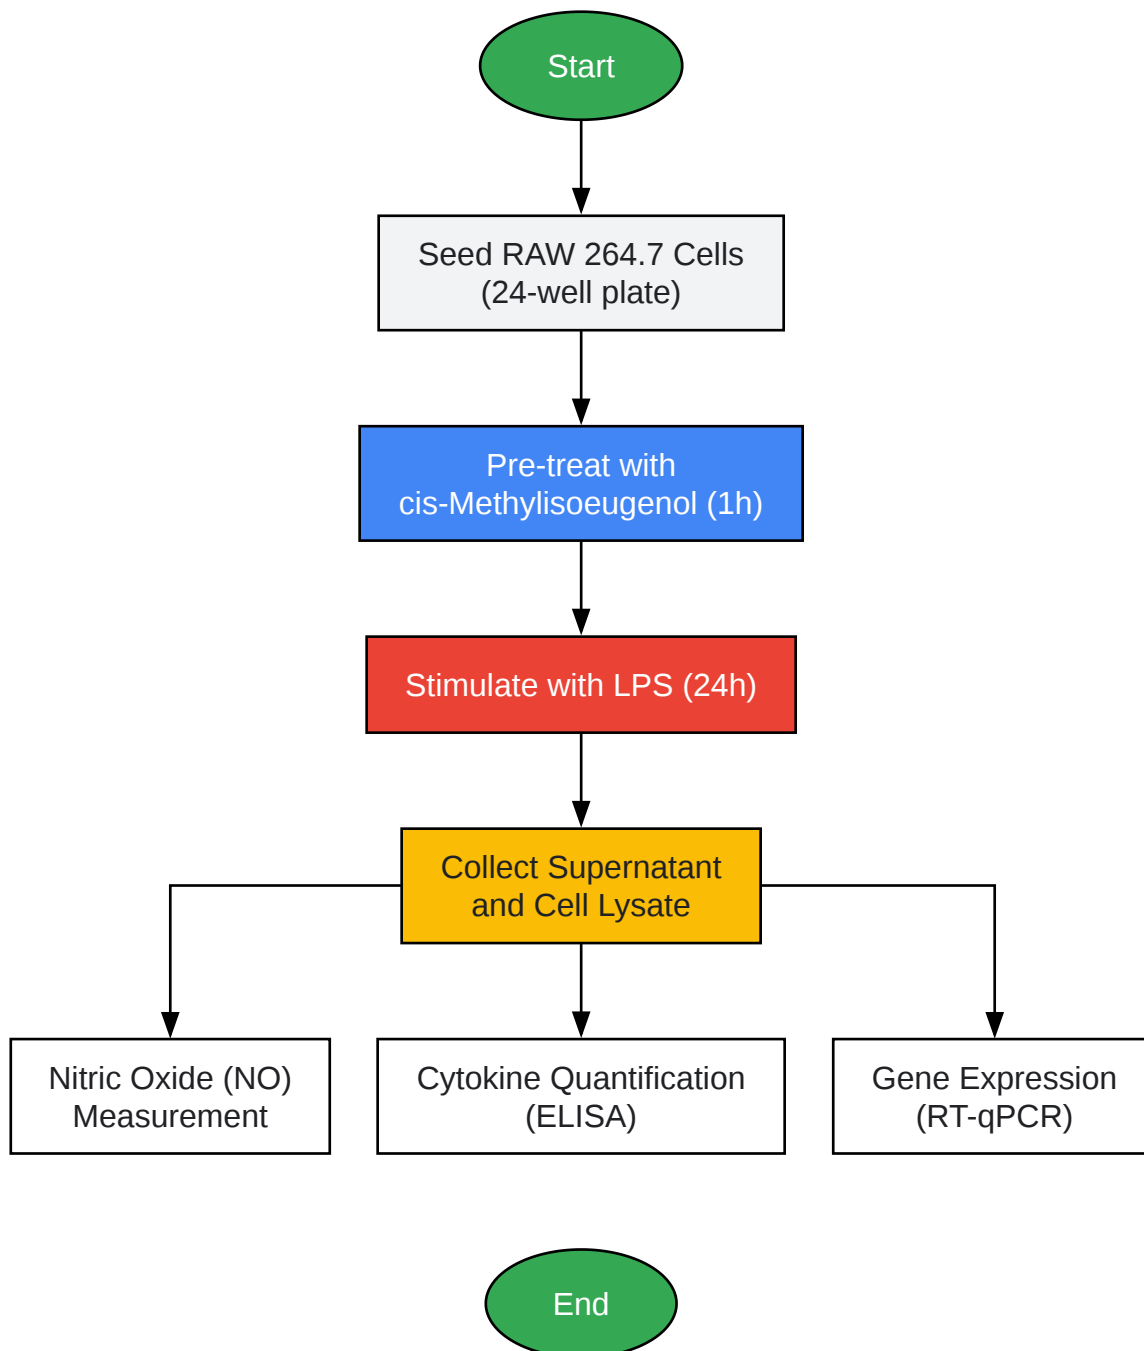 Start
Seed RAW 264.7 Cells
(24-well plate)
Pre-treat with
cis-Methylisoeugenol (1h)
Stimulate with LPS (24h)
Collect Supernatant
and Cell Lysate
Nitric Oxide (NO)
Measurement
Cytokine Quantification
(ELISA)
Gene Expression
(RT-qPCR)
End